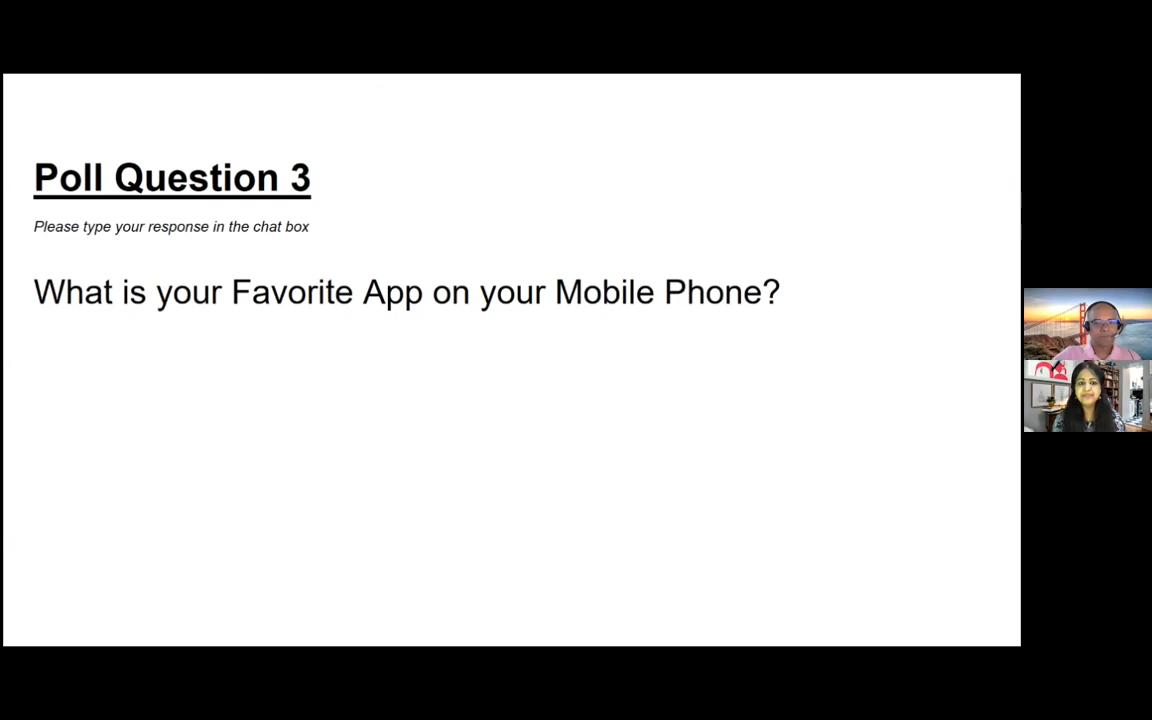 Poll Question 3
Please type your response in the chat box
What is your Favorite App on your Mobile Phone?